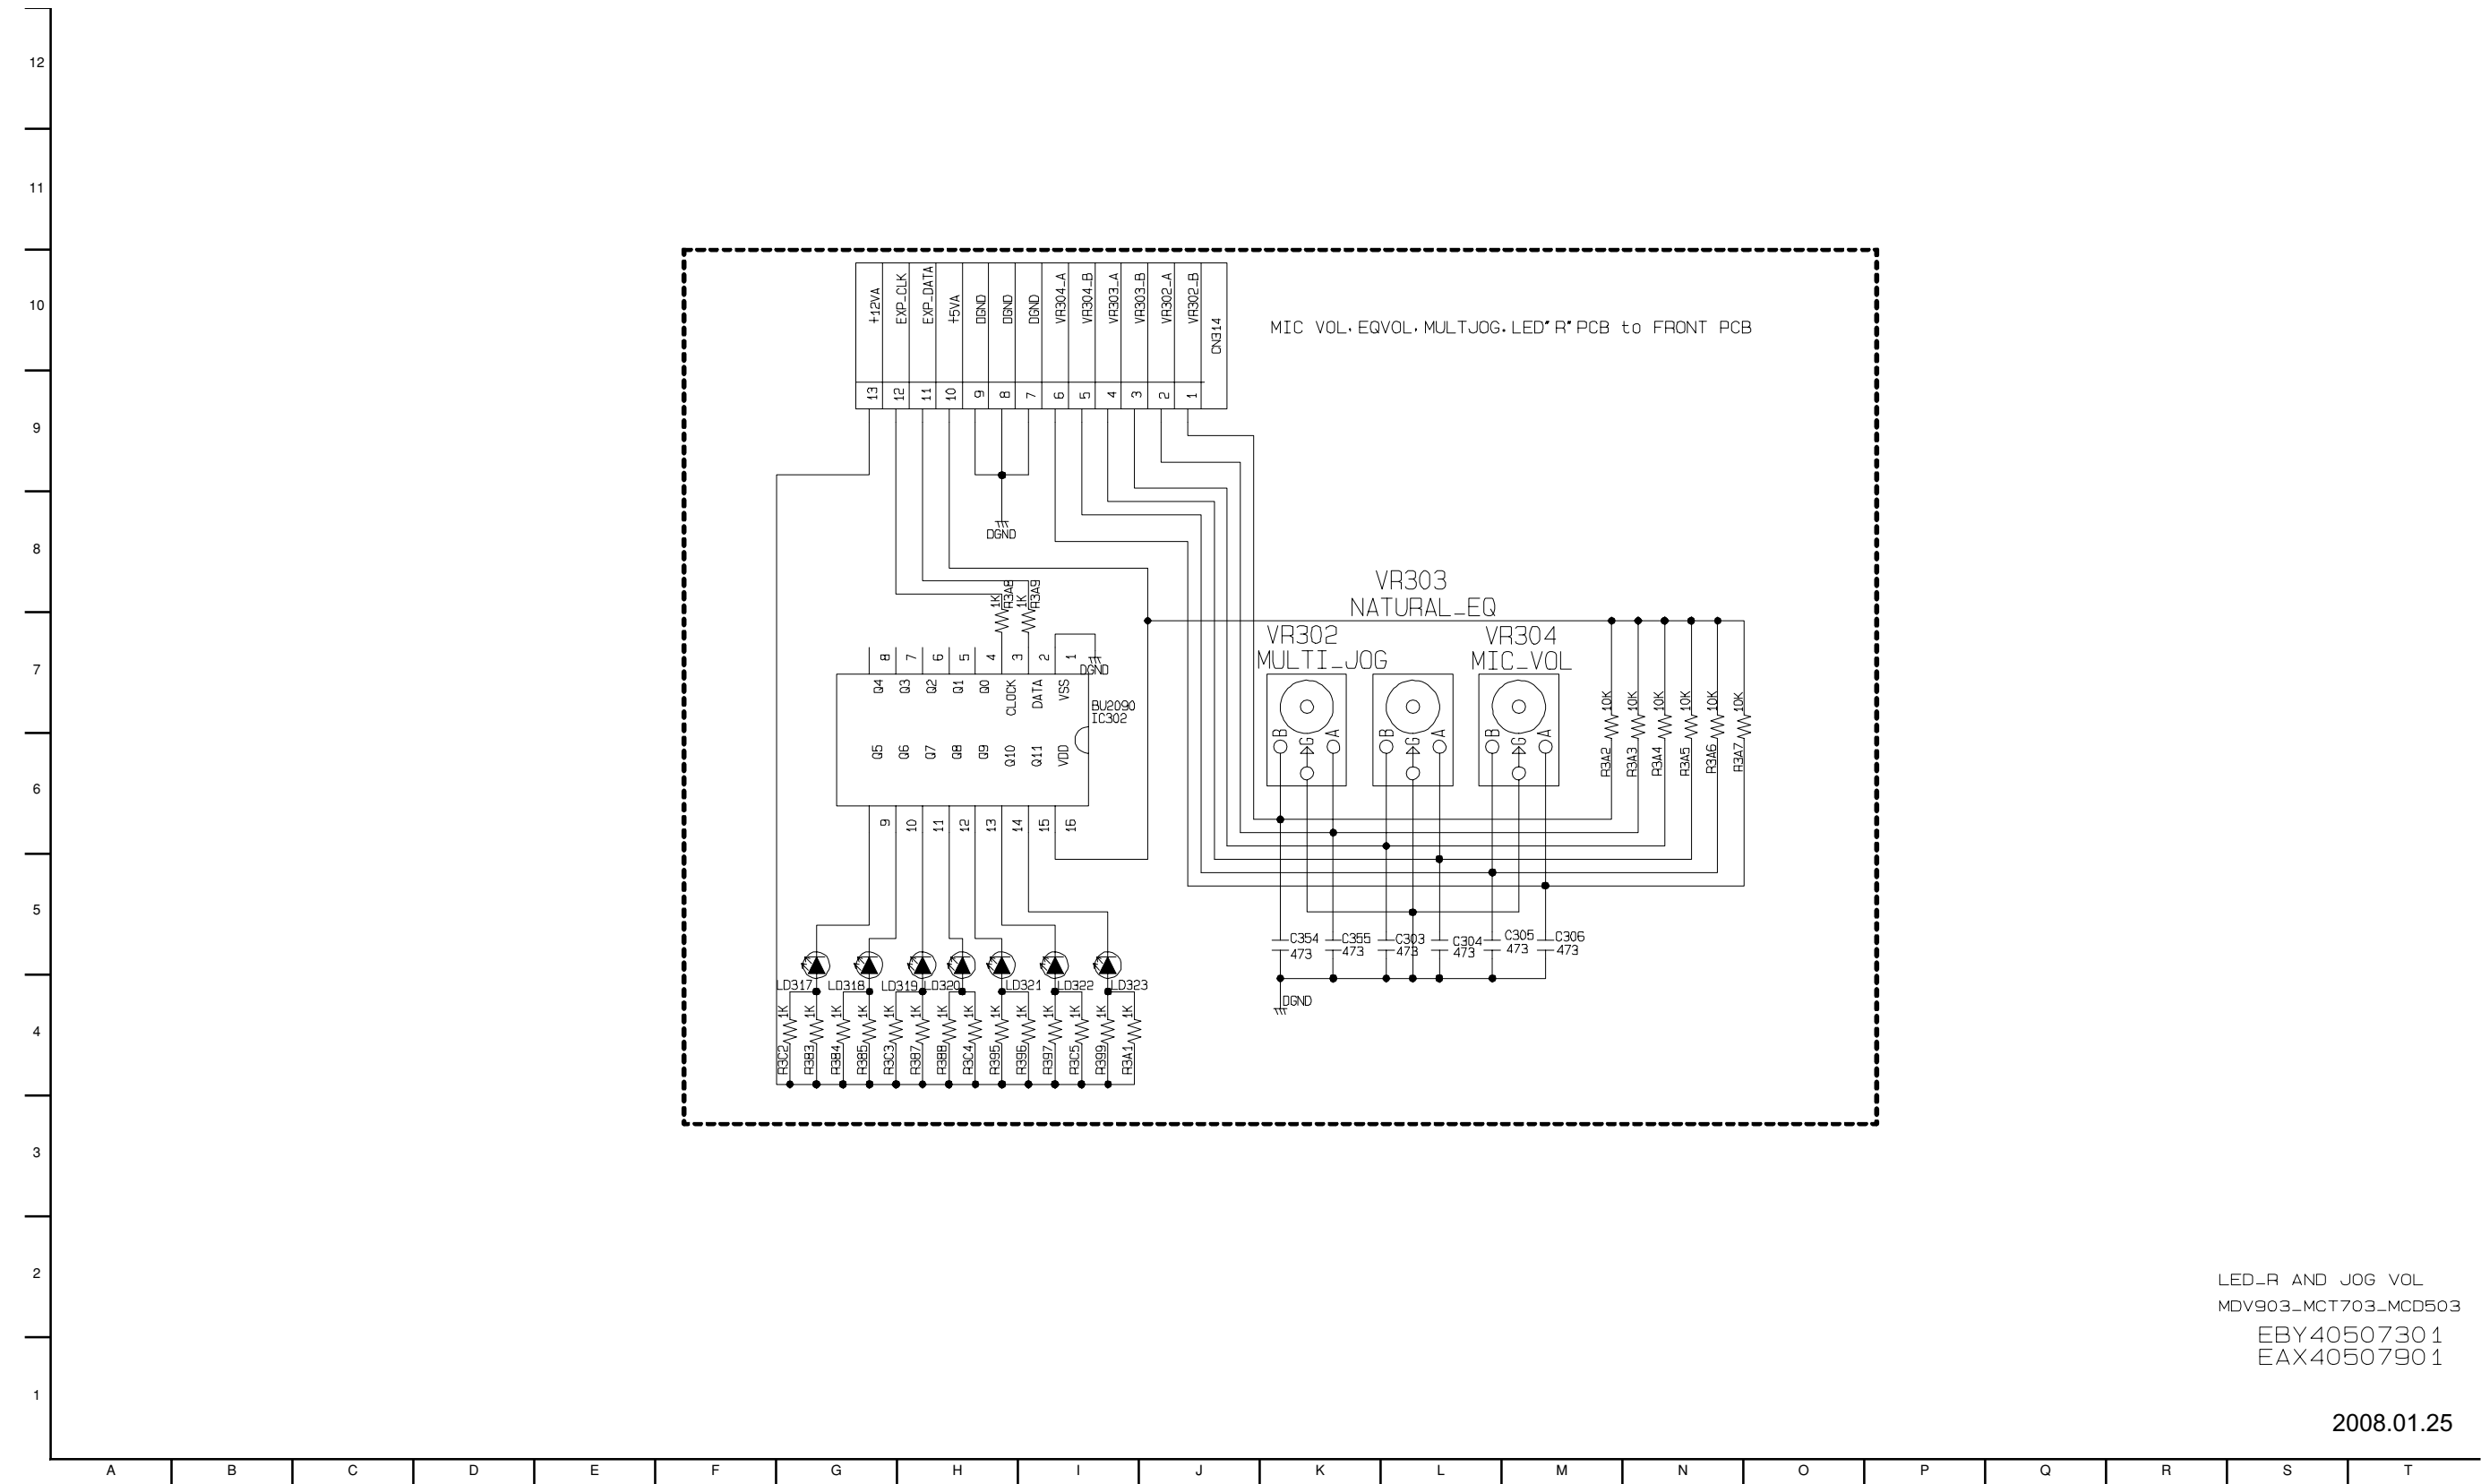 12
11
10
9
8
7
6
5
4
3
2
1
+12VA
EXP_CLK
EXP_DATA
+5VA
DGND
DGND
DGND
VR304_A
VR304_B
VR303_A
VR303_B
VR302_A
VR302_B
CN314
13 12 11 10 9 8 7 6 5 4 3 2 1
MIC VOL, EQVOL, MULTJOG, LED"R" PCB to FRONT PCB
DGND
1K R3A8
1K R3A9
VR303
NATURAL_EQ
VR302
MULTI_JOG
VR304
MIC_VOL
8 7 6 5 4 3 2 1
DGND
Q4 Q3 Q2 Q1 Q0 CLOCK DATA VSS
BU2090
IC302
Q5 Q6 Q7 Q8 Q9 Q10 Q11 VDD
9 10 11 12 13 14 15 16
B G A
B G A
B G A
R3A2 10K
R3A3 10K
R3A4 10K
R3A5 10K
R3A6 10K
R3A7 10K
C354
473
C355
473
C303
473
C304
473
C305
473
C306
473
DGND
LD317 LD318 LD319 LD320 LD321 LD322 LD323
R3C2 1K
R383 1K
R384 1K
R385 1K
R3C3 1K
R387 1K
R388 1K
R3C4 1K
R395 1K
R396 1K
R397 1K
R3C5 1K
R399 1K
R3A1 1K
LED_R AND JOG VOL
MDV903_MCT703_MCD503
EBY40507301
EAX40507901
2008.01.25
A B C D E F G H I J K L M N O P Q R S T